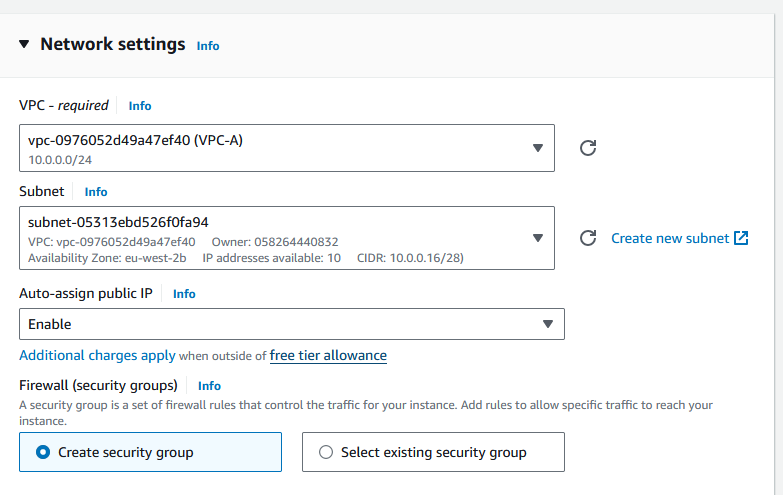 Network settings Info
VPC - required Info
vpc-0976052d49a47ef40 (VPC-A)
10.0.0.0/24
Subnet Info
subnet-05313ebd526f0fa94
VPC: vpc-0976052d49a47ef40 Owner: 058264440832
Availability Zone: eu-west-2b IP addresses available: 10 CIDR: 10.0.0.16/28)
Create new subnet
Auto-assign public IP Info
Enable
Additional charges apply when outside of free tier allowance
Firewall (security groups) Info
A security group is a set of firewall rules that control the traffic for your instance. Add rules to allow specific traffic to reach your
instance.
Create security group
Select existing security group